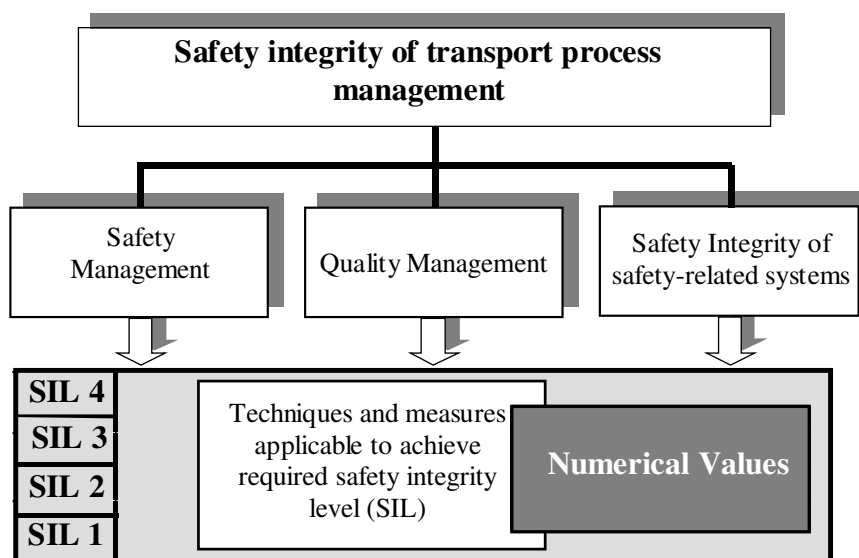 Safety integrity of transport process
management
Safety
Management
Quality Management
Safety Integrity of
safety-related systems
SIL 4
SIL 3
SIL 2
SIL 1
Techniques and measures
applicable to achieve
required safety integrity
level (SIL)
Numerical Values